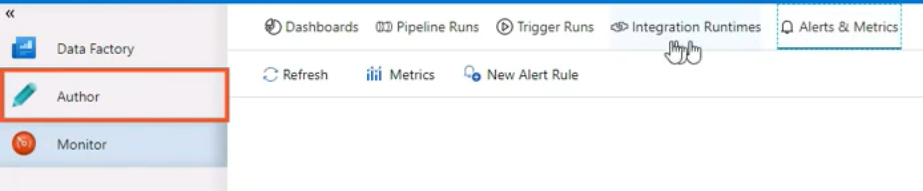 «
Data Factory
Author
Monitor
Dashboards Pipeline Runs Trigger Runs Integration Runtimes Alerts & Metrics
Refresh Metrics New Alert Rule